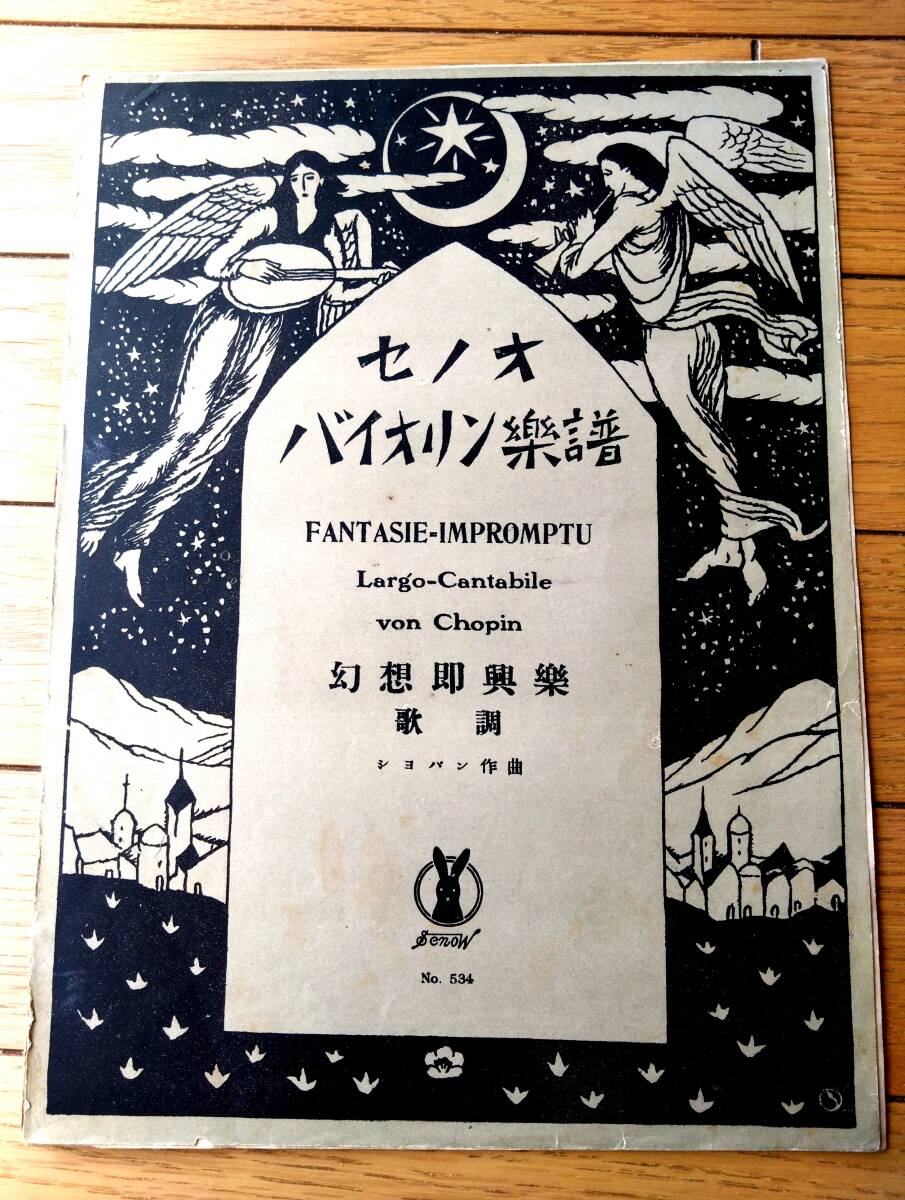 セノオ
バイオリン樂譜
FANTASIE-IMPROMPTU
Largo-Cantabile
von Chopin
幻想即興樂
歌調
シヨパン作曲
SenoW
No. 534